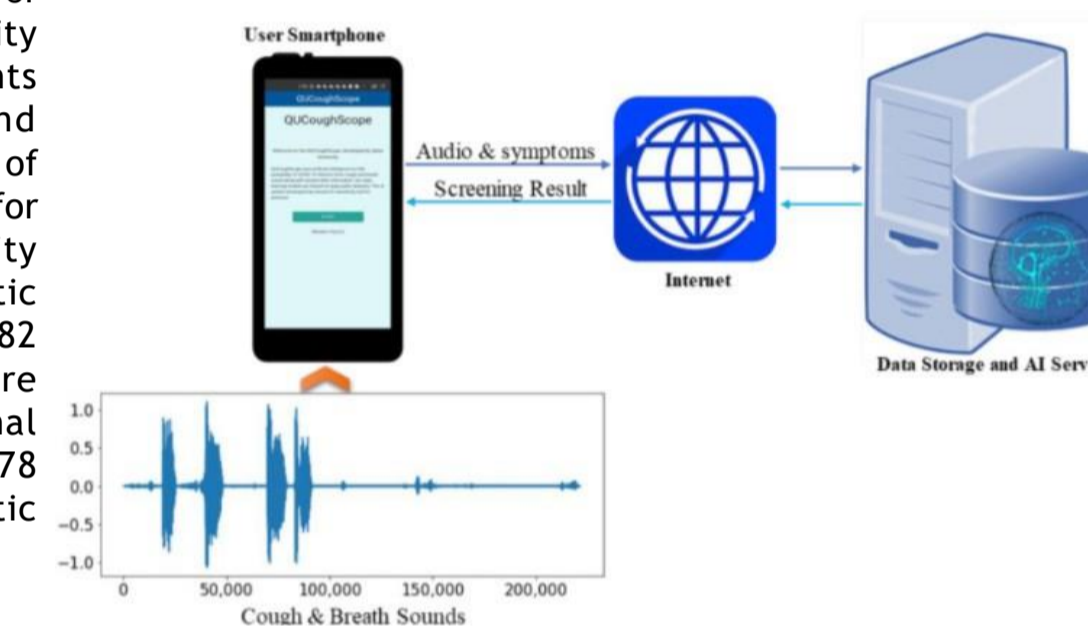 ity
nts
nd
of
for
ity
tic
82
re
nal
78
tic
User Smartphone
QUCoughScope
QUCoughScope
Audio & symptoms
Screening Result
Internet
Data Storage and AI Serv
1.0
0.5
0.0
−0.5
−1.0
0 50,000 100,000 150,000 200,000
Cough & Breath Sounds